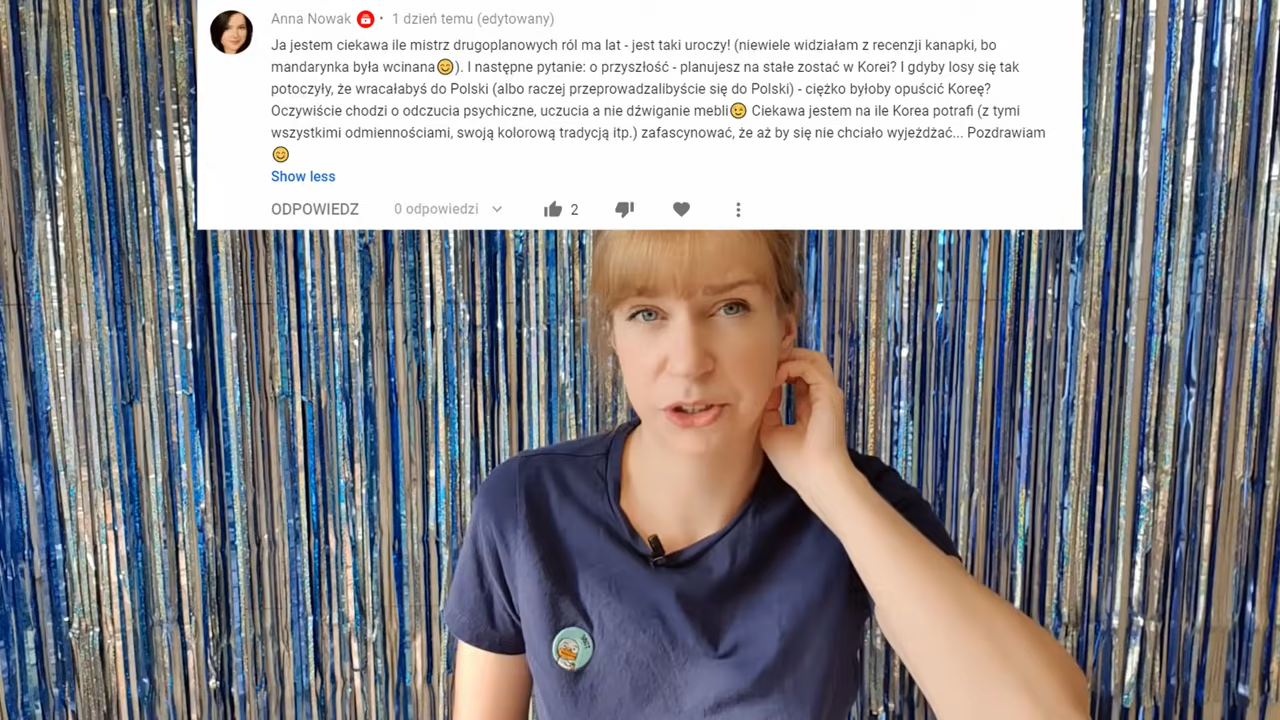 Anna Nowak • 1 dzień temu (edytowany)
Ja jestem ciekawa ile mistrz drugoplanowych ról ma lat - jest taki uroczy! (niewiele widziałam z recenzji kanapki, bo
mandarynka była wcinana😊). I następne pytanie: o przyszłość - planujesz na stałe zostać w Korei? I gdyby losy się tak
potoczyły, że wracałabyś do Polski (albo raczej przeprowadzalibyście się do Polski) - ciężko byłoby opuścić Koreę?
Oczywiście chodzi o odczucia psychiczne, uczucia a nie dźwiganie mebli😉 Ciekawa jestem na ile Korea potrafi (z tymi
wszystkimi odmiennościami, swoją kolorową tradycją itp.) zafascynować, że aż by się nie chciało wyjeżdżać... Pozdrawiam
😊
Show less
ODPOWIEDZ 0 odpowiedzi 2